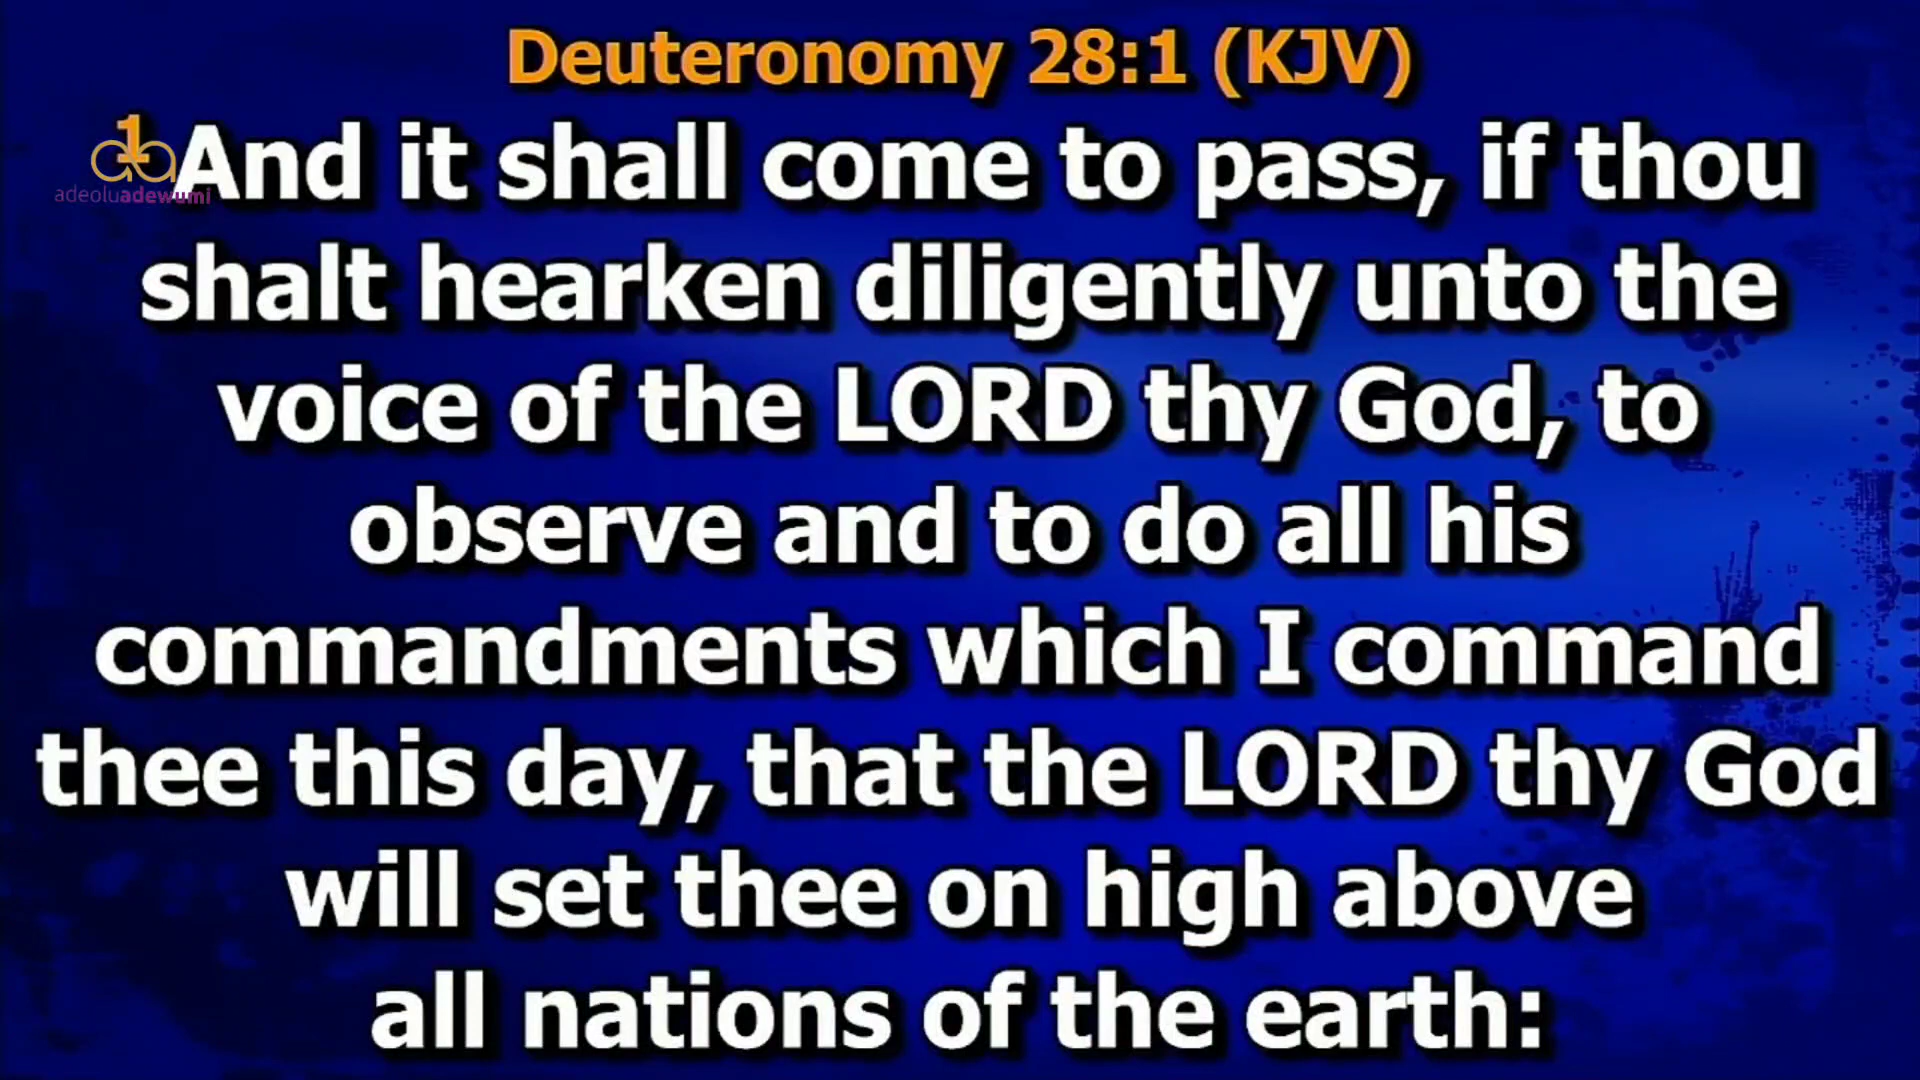 Deuteronomy 28:1 (KJV)
1 And it shall come to pass, if thou
adeoluadewumi
shalt hearken diligently unto the
voice of the LORD thy God, to
observe and to do all his
commandments which I command
thee this day, that the LORD thy God
will set thee on high above
all nations of the earth: